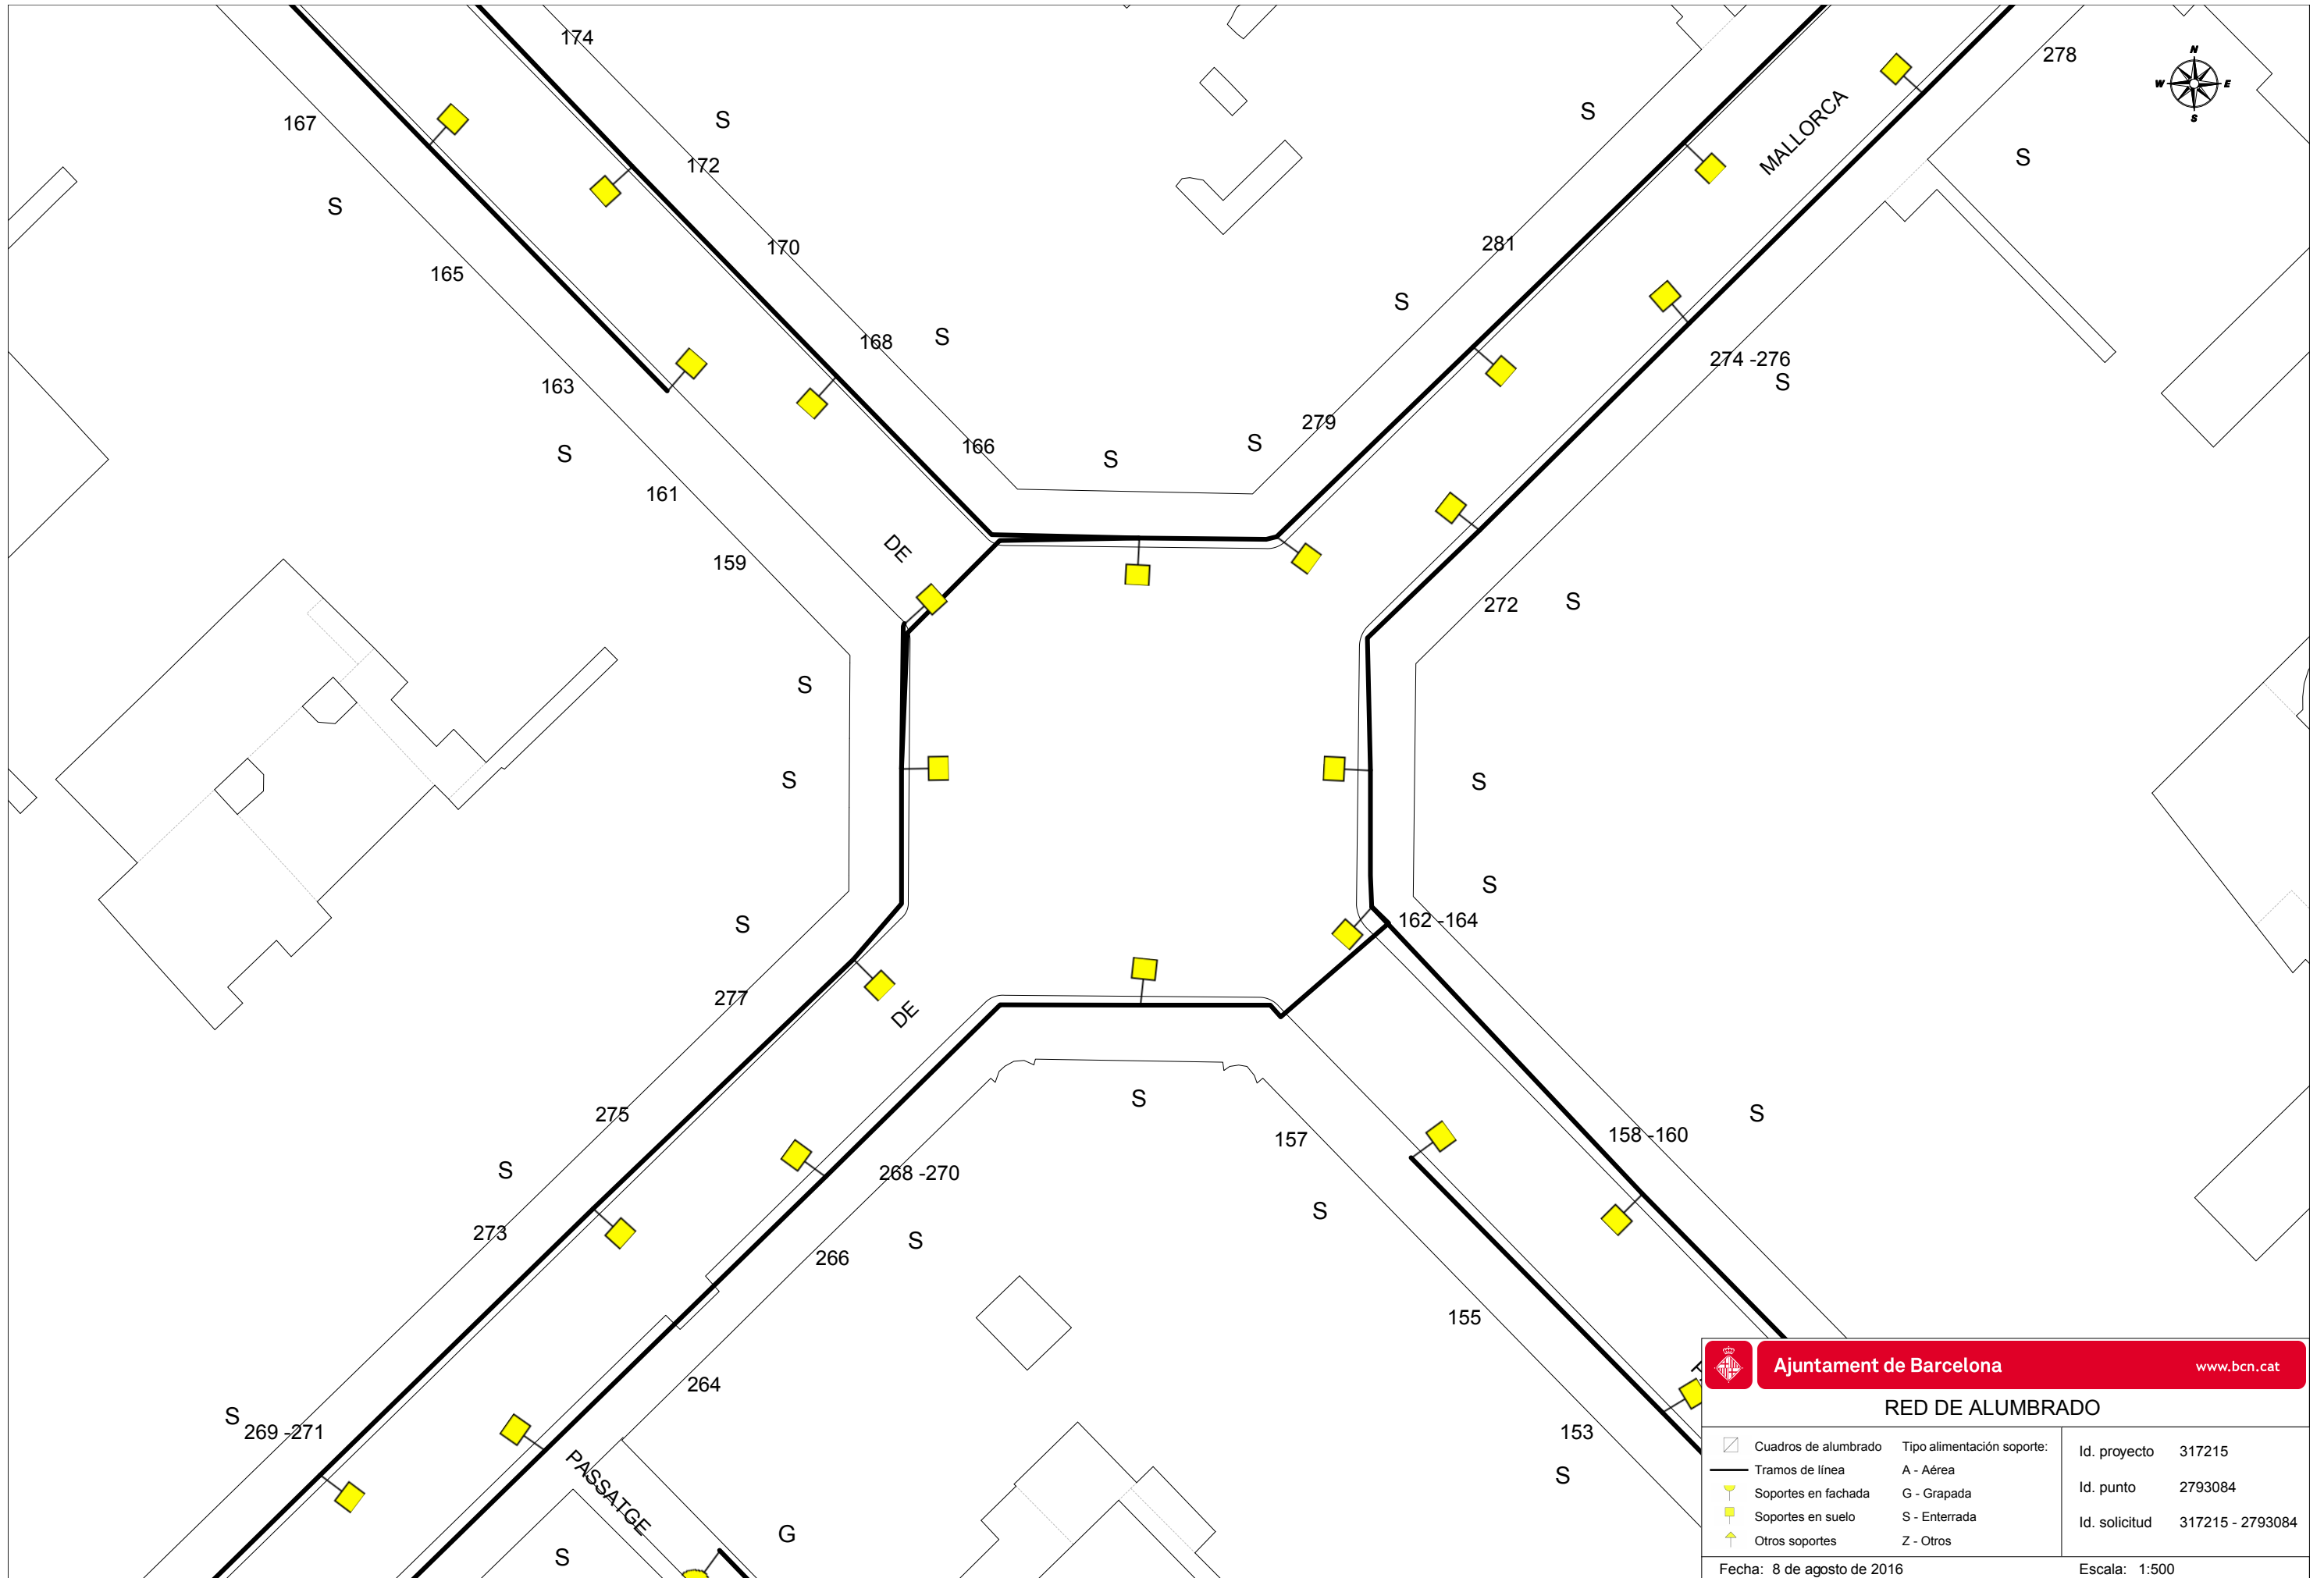 174
278
N
W E
S
MALLORCA
167
S
S
172
S
S
165
170
281
S
168
S
163
274 -276
S
279
166
S
S
S
161
DE
159
272
S
S
S
S
S
162 -164
S
277
DE
275
S
158 -160
S
157
268 -270
S
S
273
266
155
264
S
269 -271
153
S
PASSATGE
G
S
Ajuntament de Barcelona www.bcn.cat
RED DE ALUMBRADO
Cuadros de alumbrado
Tramos de línea
Soportes en fachada
Soportes en suelo
Otros soportes
Tipo alimentación soporte:
A - Aérea
G - Grapada
S - Enterrada
Z - Otros
Id. proyecto 317215
Id. punto 2793084
Id. solicitud 317215 - 2793084
Fecha: 8 de agosto de 2016
Escala: 1:500